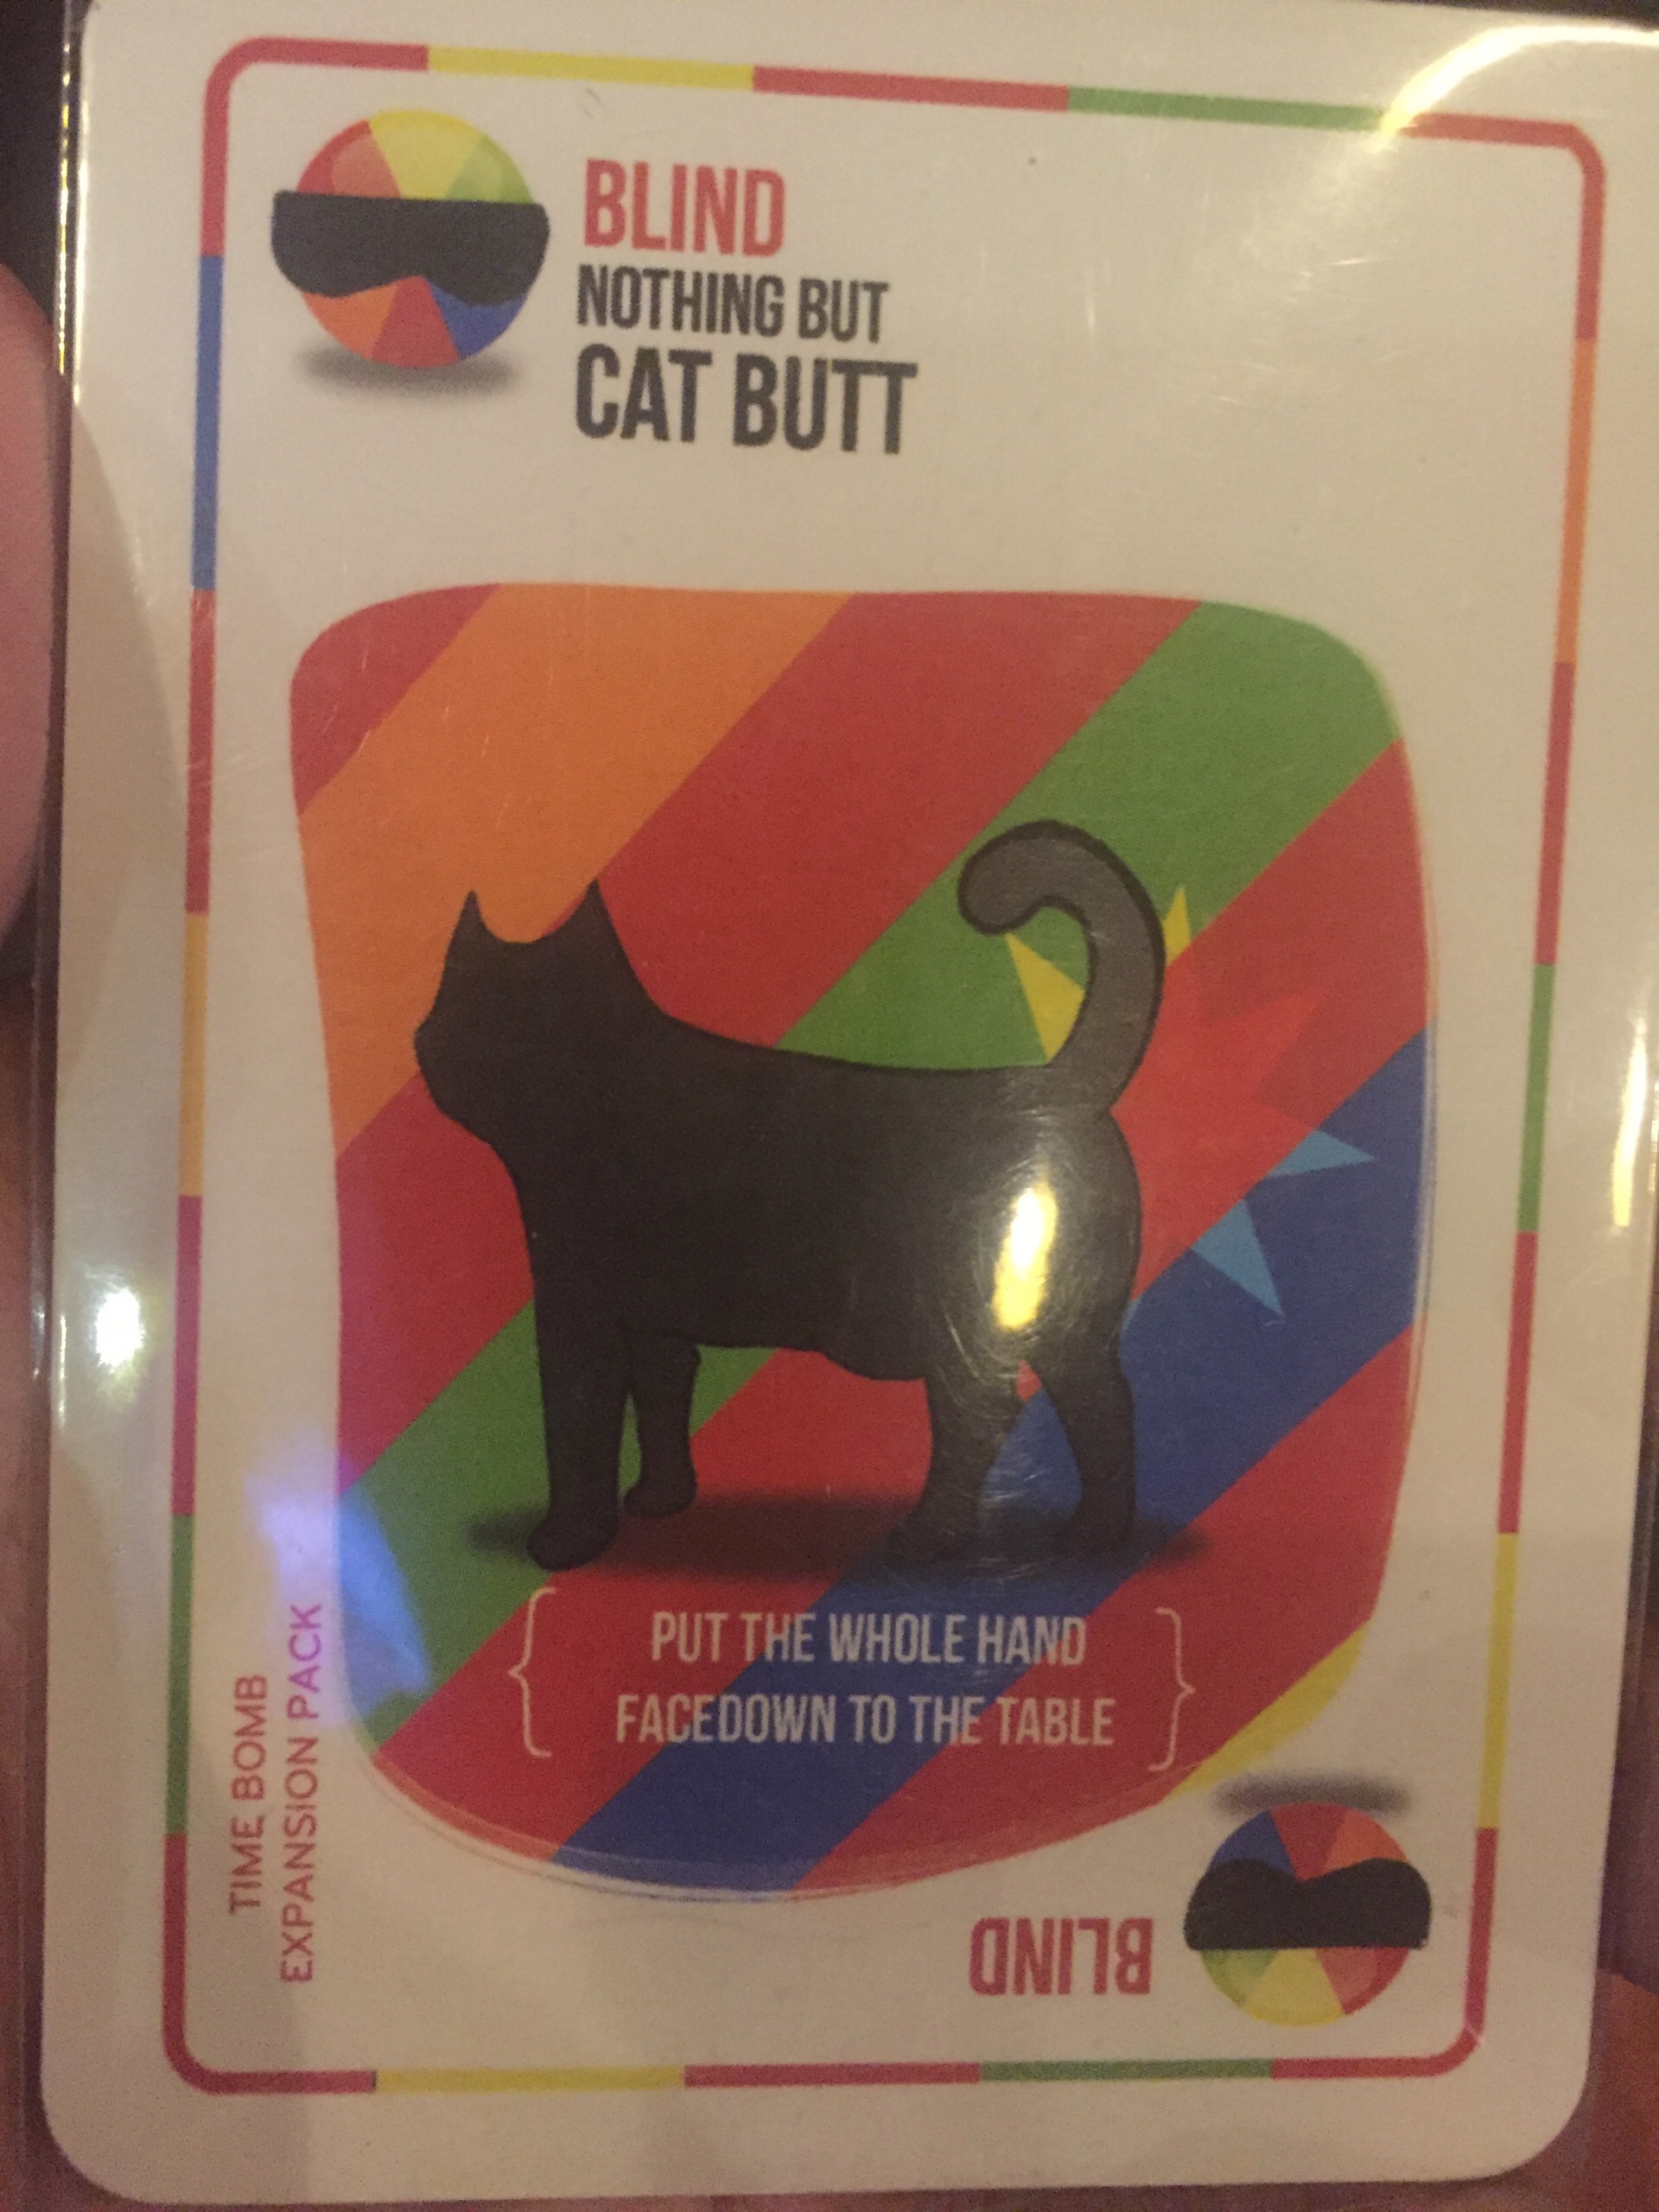 BLIND
NOTHING BUT
CAT BUTT
PUT THE WHOLE HAND
FACEDOWN TO THE TABLE
TIME BOMB
EXPANSION PACK
BLIND